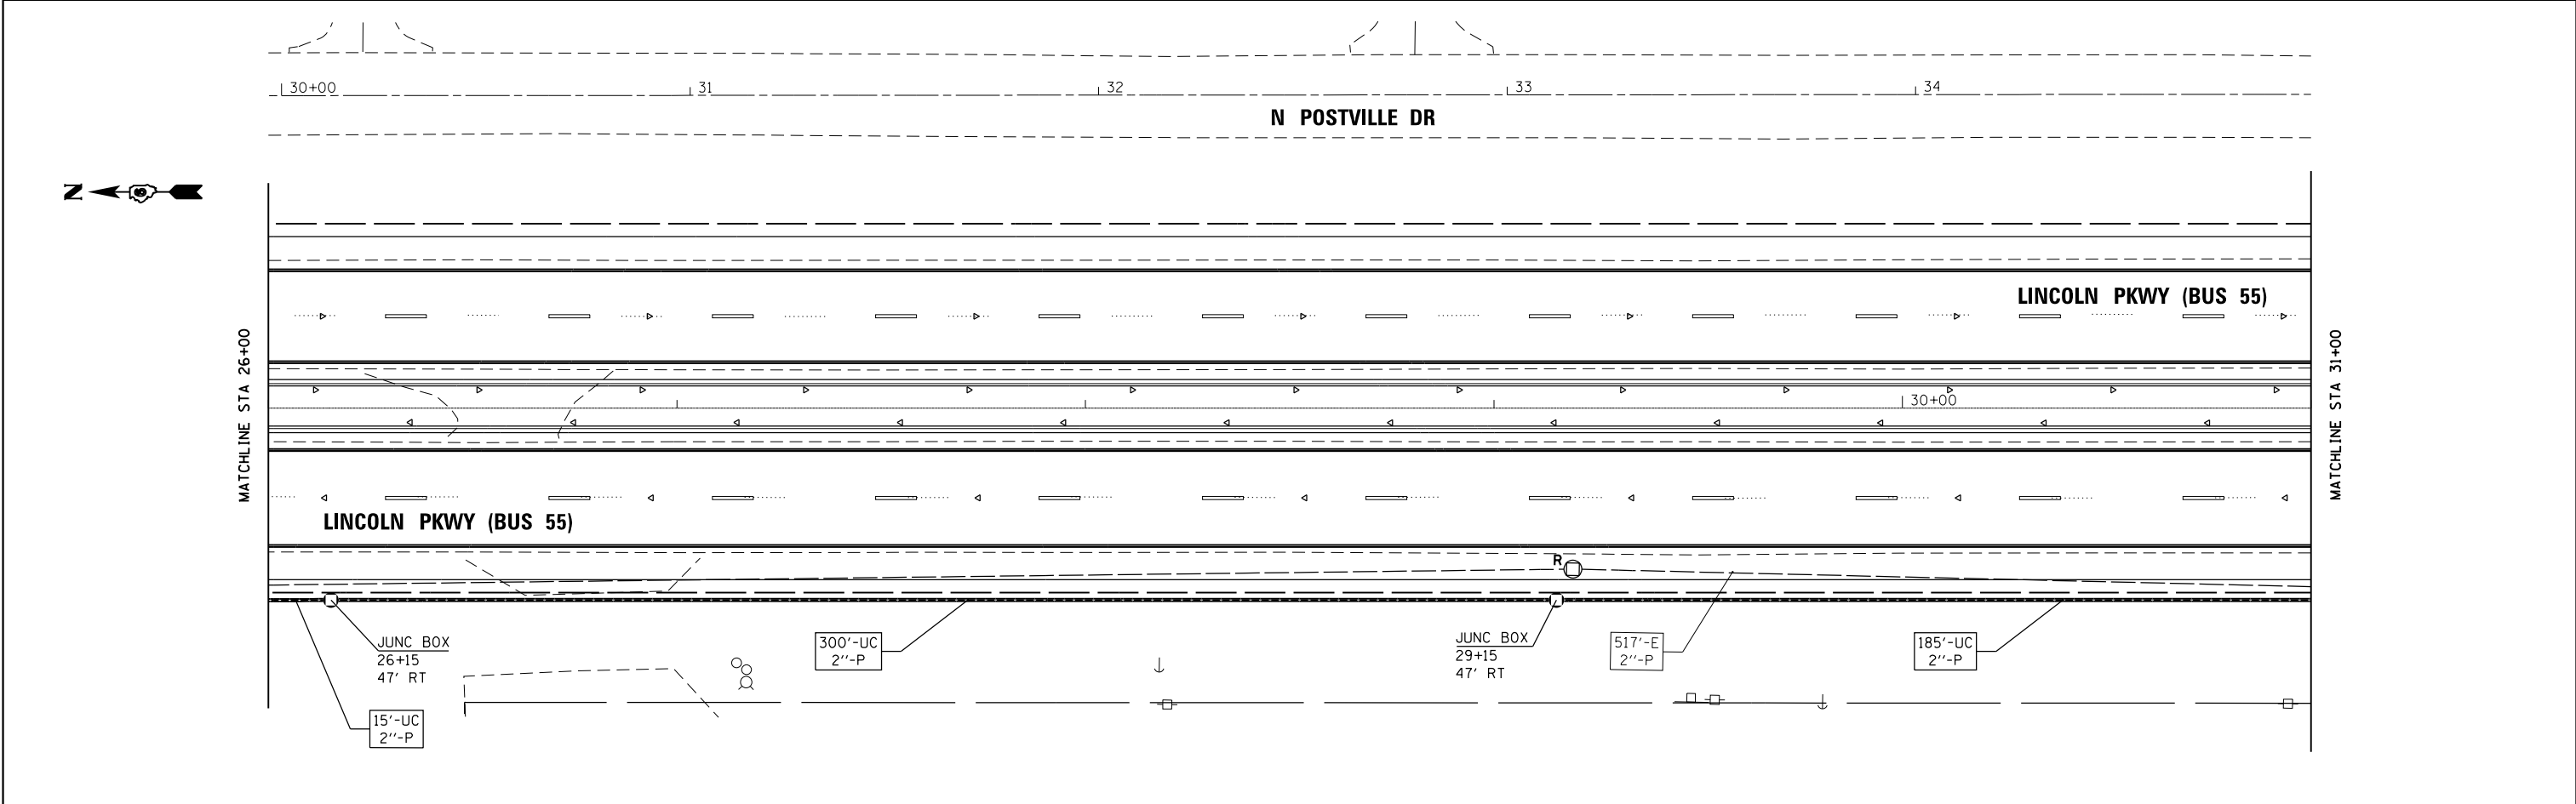 30+00
31
32
33
34
N POSTVILLE DR
N
LINCOLN PKWY (BUS 55)
MATCHLINE STA 26+00
MATCHLINE STA 31+00
30+00
LINCOLN PKWY (BUS 55)
R
JUNC BOX
26+15
47' RT
300'-UC
2''-P
JUNC BOX
29+15
47' RT
517'-E
2''-P
185'-UC
2''-P
15'-UC
2''-P